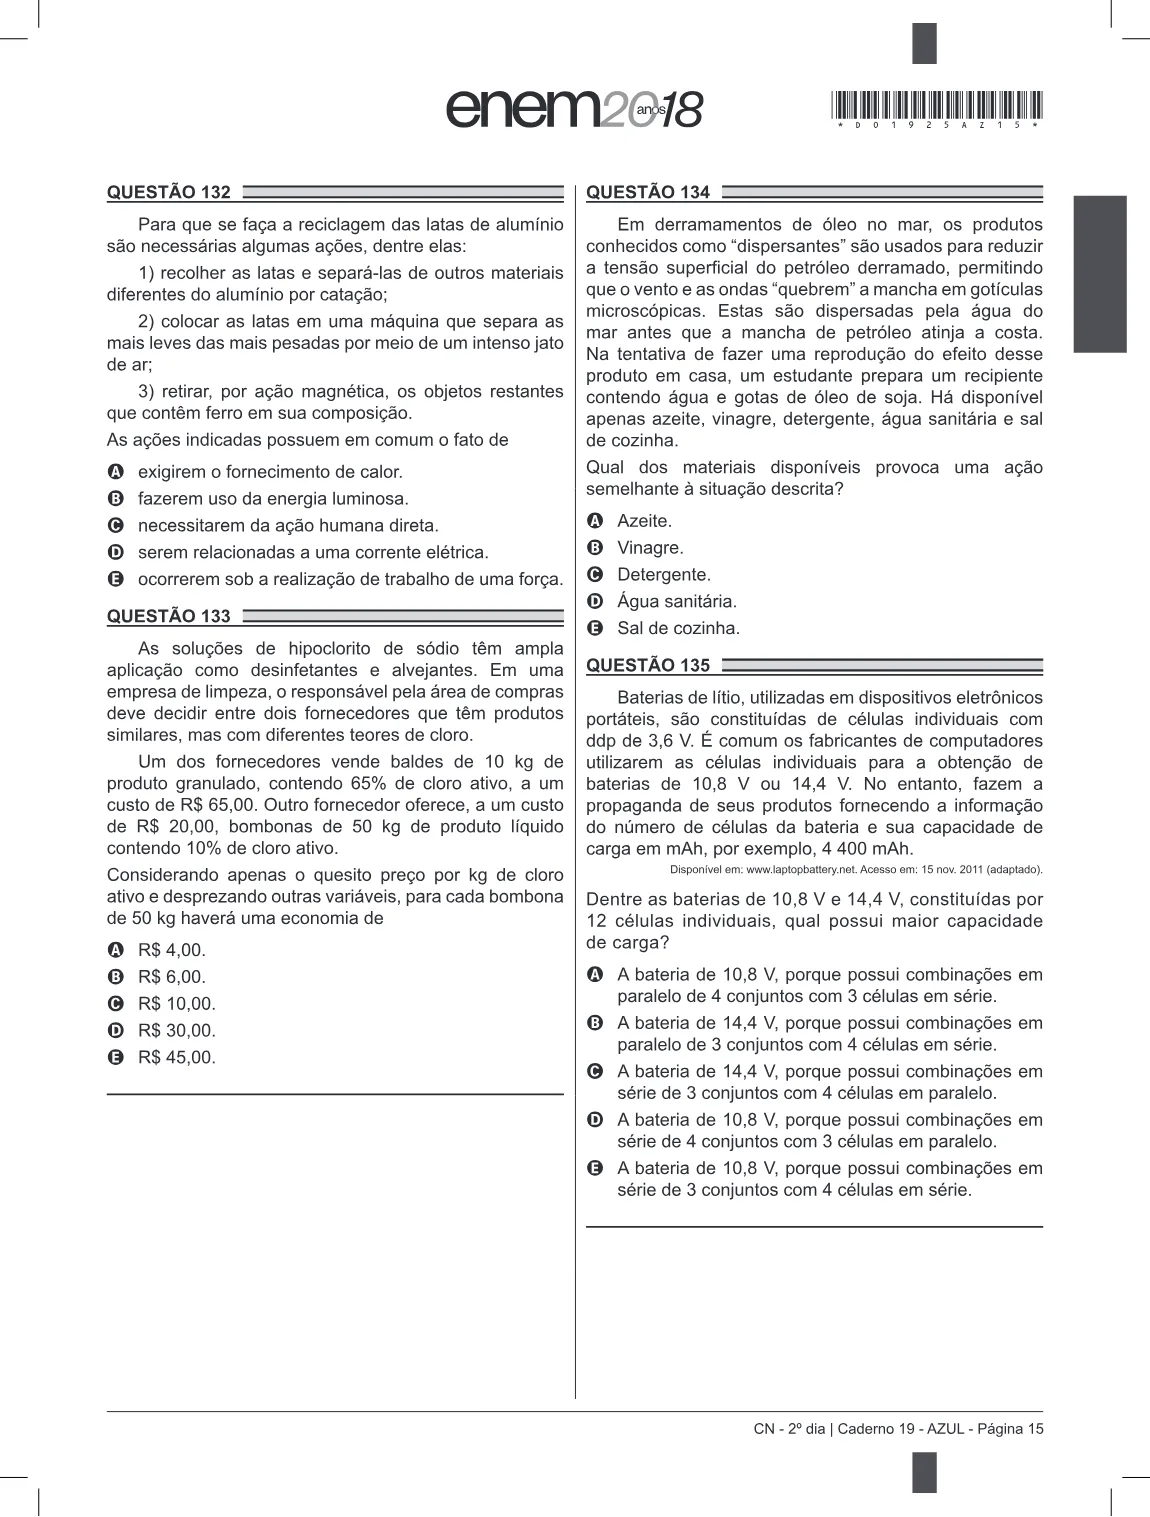 enem20anos18
*DO1925AZ15*
QUESTÃO 132
Para que se faça a reciclagem das latas de alumínio
são necessárias algumas ações, dentre elas:
1) recolher as latas e separá-las de outros materiais
diferentes do alumínio por catação;
2) colocar as latas em uma máquina que separa as
mais leves das mais pesadas por meio de um intenso jato
de ar;
3) retirar, por ação magnética, os objetos restantes
que contêm ferro em sua composição.
As ações indicadas possuem em comum o fato de
A exigirem o fornecimento de calor.
B fazerem uso da energia luminosa.
C necessitarem da ação humana direta.
D serem relacionadas a uma corrente elétrica.
E ocorrerem sob a realização de trabalho de uma força.
QUESTÃO 133
As soluções de hipoclorito de sódio têm ampla
aplicação como desinfetantes e alvejantes. Em uma
empresa de limpeza, o responsável pela área de compras
deve decidir entre dois fornecedores que têm produtos
similares, mas com diferentes teores de cloro.
Um dos fornecedores vende baldes de 10 kg de
produto granulado, contendo 65% de cloro ativo, a um
custo de R$ 65,00. Outro fornecedor oferece, a um custo
de R$ 20,00, bombonas de 50 kg de produto líquido
contendo 10% de cloro ativo.
Considerando apenas o quesito preço por kg de cloro
ativo e desprezando outras variáveis, para cada bombona
de 50 kg haverá uma economia de
A R$ 4,00.
B R$ 6,00.
C R$ 10,00.
D R$ 30,00.
E R$ 45,00.
QUESTÃO 134
Em derramamentos de óleo no mar, os produtos
conhecidos como “dispersantes” são usados para reduzir
a tensão superficial do petróleo derramado, permitindo
que o vento e as ondas “quebrem” a mancha em gotículas
microscópicas. Estas são dispersadas pela água do
mar antes que a mancha de petróleo atinja a costa.
Na tentativa de fazer uma reprodução do efeito desse
produto em casa, um estudante prepara um recipiente
contendo água e gotas de óleo de soja. Há disponível
apenas azeite, vinagre, detergente, água sanitária e sal
de cozinha.
Qual dos materiais disponíveis provoca uma ação
semelhante à situação descrita?
A Azeite.
B Vinagre.
C Detergente.
D Água sanitária.
E Sal de cozinha.
QUESTÃO 135
Baterias de lítio, utilizadas em dispositivos eletrônicos
portáteis, são constituídas de células individuais com
ddp de 3,6 V. É comum os fabricantes de computadores
utilizarem as células individuais para a obtenção de
baterias de 10,8 V ou 14,4 V. No entanto, fazem a
propaganda de seus produtos fornecendo a informação
do número de células da bateria e sua capacidade de
carga em mAh, por exemplo, 4 400 mAh.
Disponível em: www.laptopbattery.net. Acesso em: 15 nov. 2011 (adaptado).
Dentre as baterias de 10,8 V e 14,4 V, constituídas por
12 células individuais, qual possui maior capacidade
de carga?
A A bateria de 10,8 V, porque possui combinações em
paralelo de 4 conjuntos com 3 células em série.
B A bateria de 14,4 V, porque possui combinações em
paralelo de 3 conjuntos com 4 células em série.
C A bateria de 14,4 V, porque possui combinações em
série de 3 conjuntos com 4 células em paralelo.
D A bateria de 10,8 V, porque possui combinações em
série de 4 conjuntos com 3 células em paralelo.
E A bateria de 10,8 V, porque possui combinações em
série de 3 conjuntos com 4 células em série.
CN - 2º dia | Caderno 19 - AZUL - Página 15